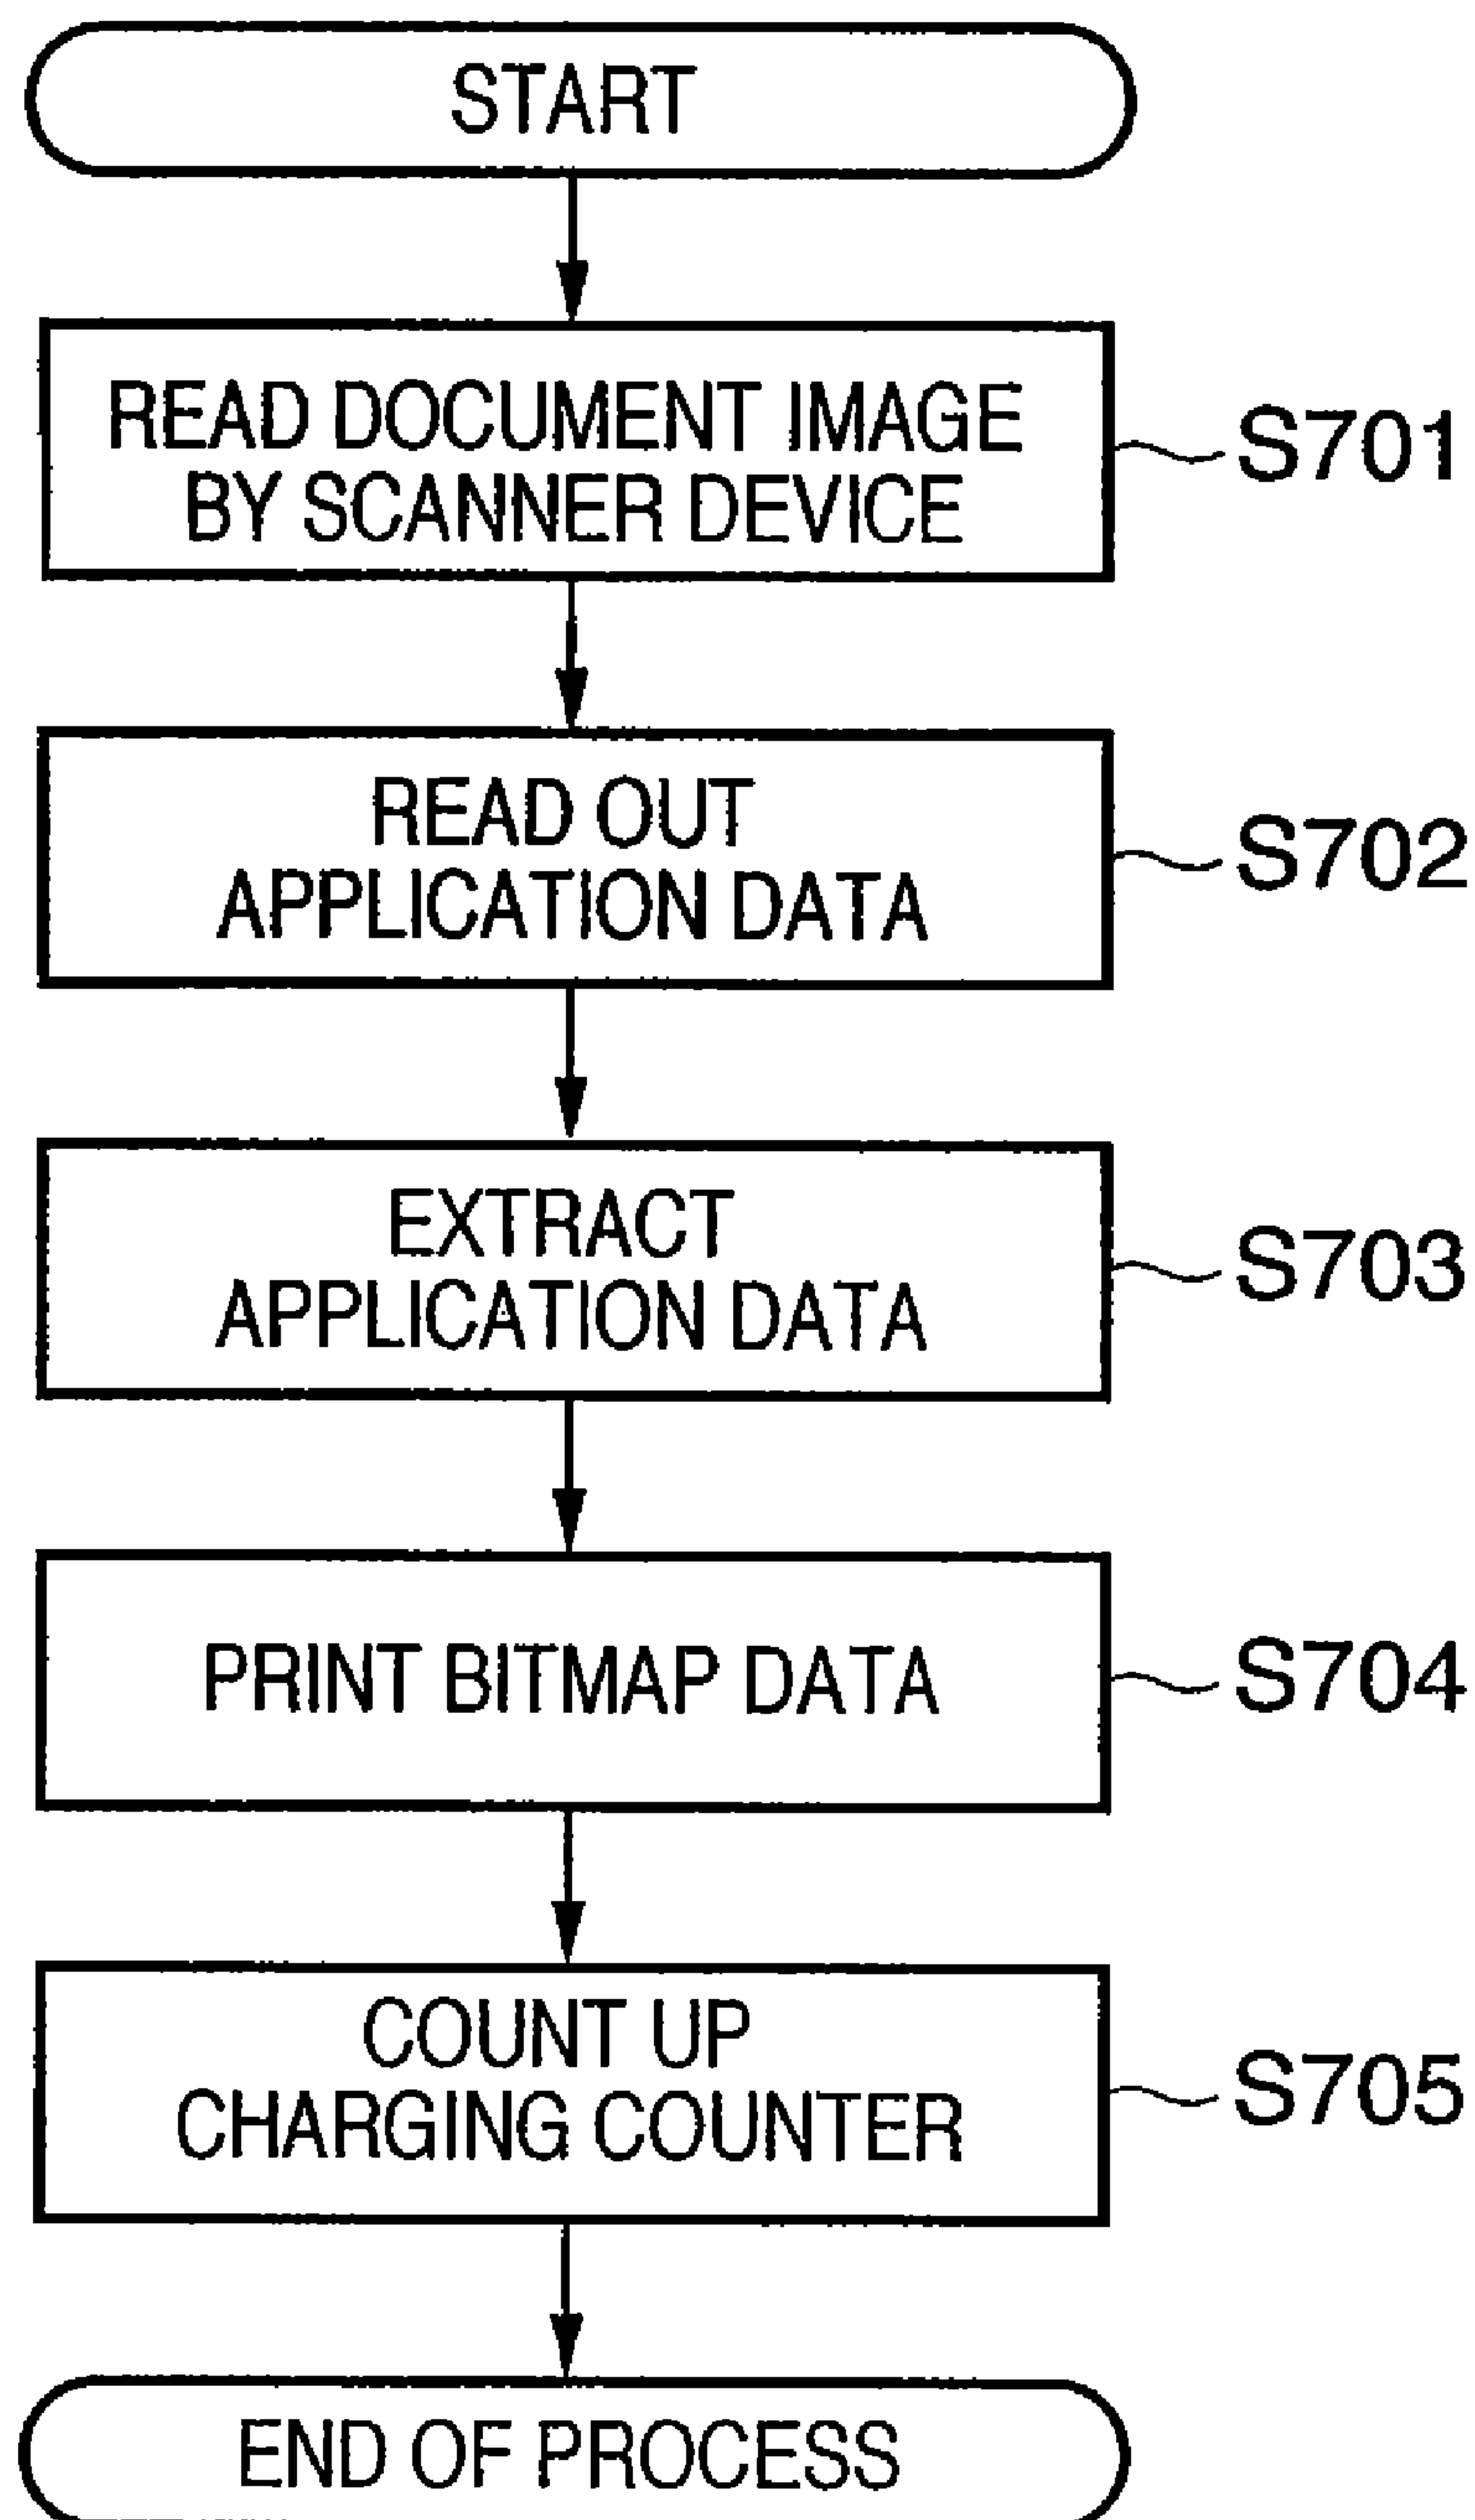 START
READ DOCUMENT IMAGE
BY SCANNER DEVICE
S701
READ OUT
APPLICATION DATA
S702
EXTRACT
APPLICATION DATA
S703
PRINT BITMAP DATA
S704
COUNT UP
CHARGING COUNTER
S705
END OF PROCESS